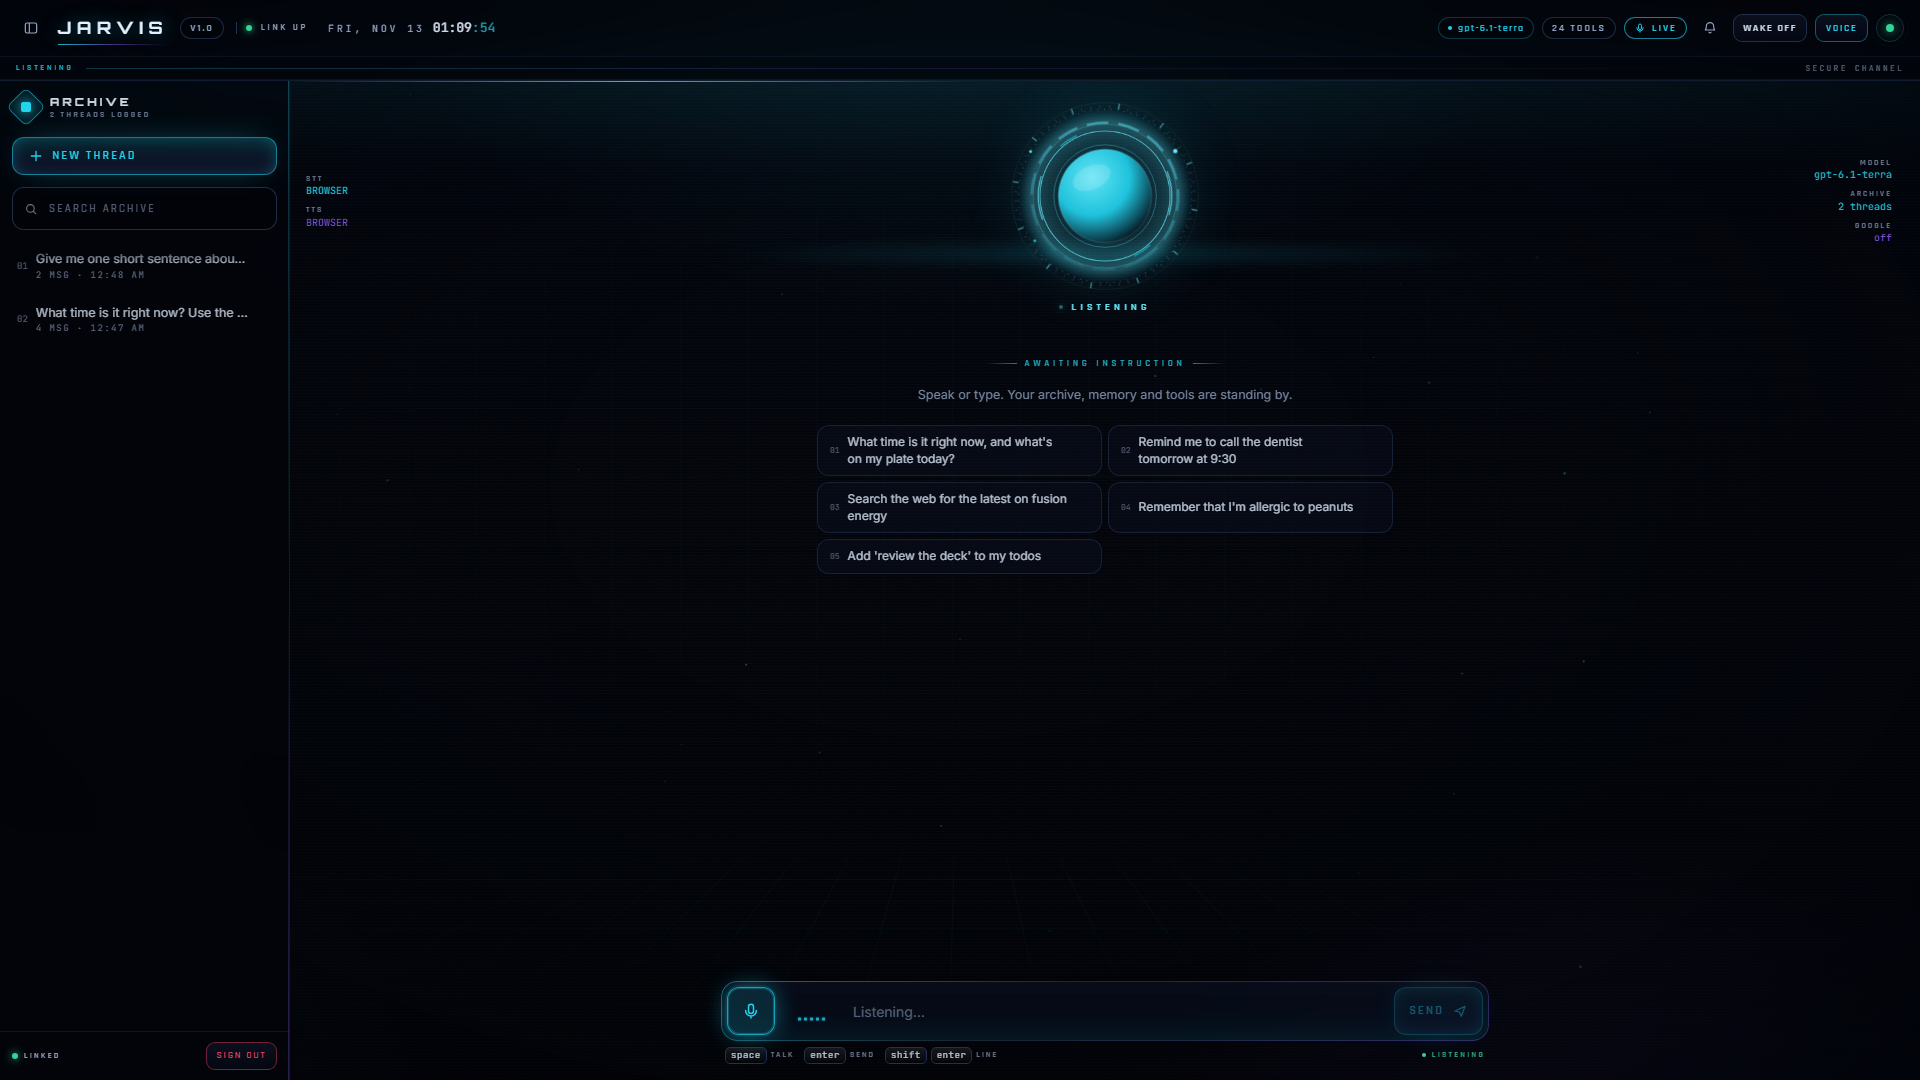 JARVIS
V1.0
LINK UP
FRI, NOV 13 01:09:54
gpt-6.1-terra
24 TOOLS
LIVE
WAKE OFF
VOICE
LISTENING
SECURE CHANNEL
ARCHIVE
2 THREADS LOGGED
NEW THREAD
SEARCH ARCHIVE
01 Give me one short sentence abou...
2 MSG · 12:48 AM
02 What time is it right now? Use the ...
4 MSG · 12:47 AM
LINKED
SIGN OUT
STT
BROWSER
TTS
BROWSER
MODEL
gpt-6.1-terra
ARCHIVE
2 threads
GOOGLE
off
LISTENING
AWAITING INSTRUCTION
Speak or type. Your archive, memory and tools are standing by.
01 What time is it right now, and what's
on my plate today?
02 Remind me to call the dentist
tomorrow at 9:30
03 Search the web for the latest on fusion
energy
04 Remember that I'm allergic to peanuts
05 Add 'review the deck' to my todos
Listening...
SEND
space TALK enter SEND shift enter LINE
LISTENING